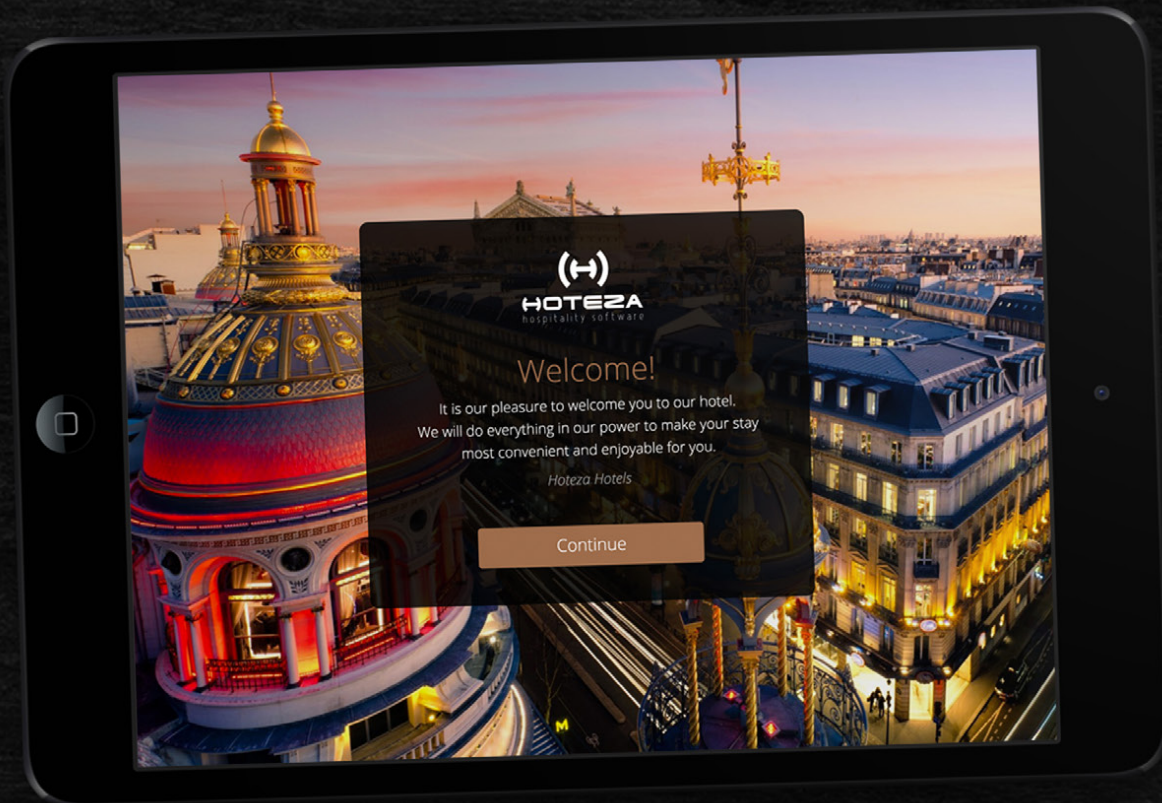 HOTEZA
hospitality software
Welcome!
It is our pleasure to welcome you to our hotel.
We will do everything in our power to make your stay
most convenient and enjoyable for you.
Hoteza Hotels
Continue
M